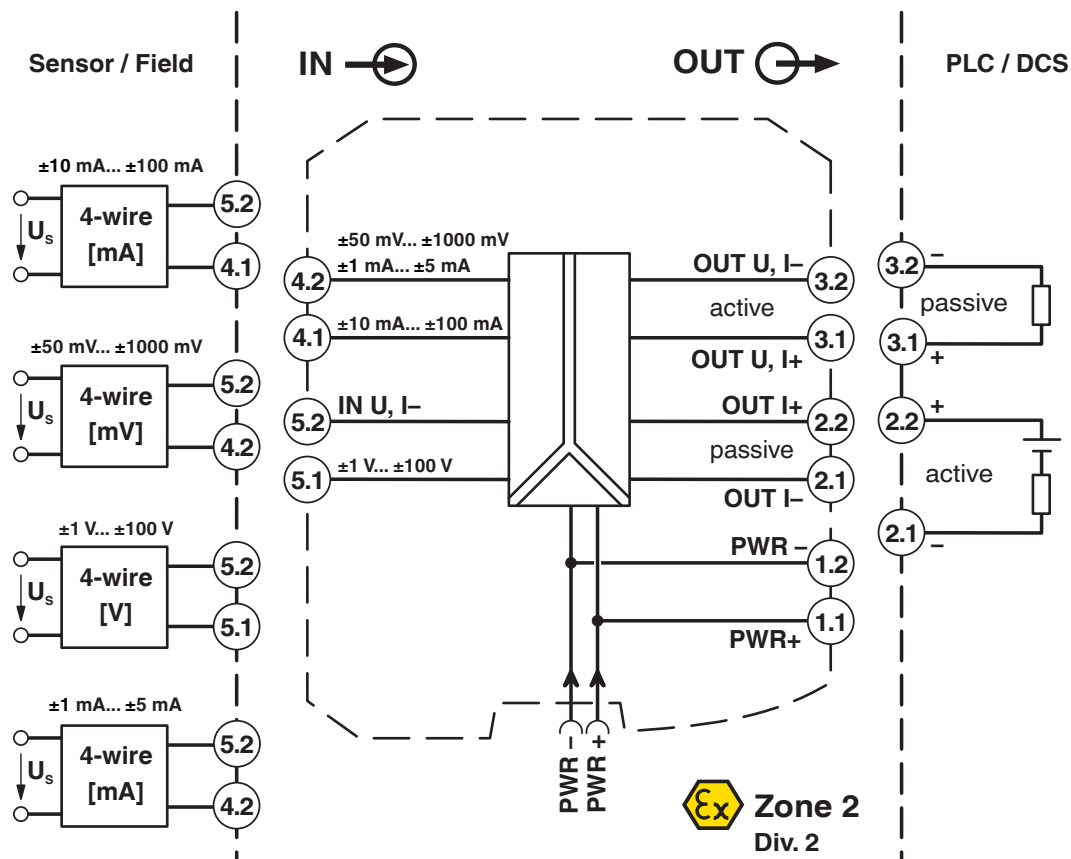 Sensor / Field
IN
OUT
PLC / DCS
±10 mA... ±100 mA
4-wire
[mA]
Us
5.2
4.1
±50 mV... ±1000 mV
4-wire
[mV]
Us
5.2
4.2
±1 V... ±100 V
4-wire
[V]
Us
5.2
5.1
±1 mA... ±5 mA
4-wire
[mA]
Us
5.2
4.2
±50 mV... ±1000 mV
±1 mA... ±5 mA
4.2
±10 mA... ±100 mA
4.1
IN U, I–
5.2
±1 V... ±100 V
5.1
OUT U, I–
3.2
active
3.1
OUT U, I+
OUT I+
2.2
passive
2.1
OUT I–
PWR –
1.2
1.1
PWR+
PWR –
PWR +
3.2
–
passive
3.1
+
2.2
+
active
2.1
–
Ex
Zone 2
Div. 2